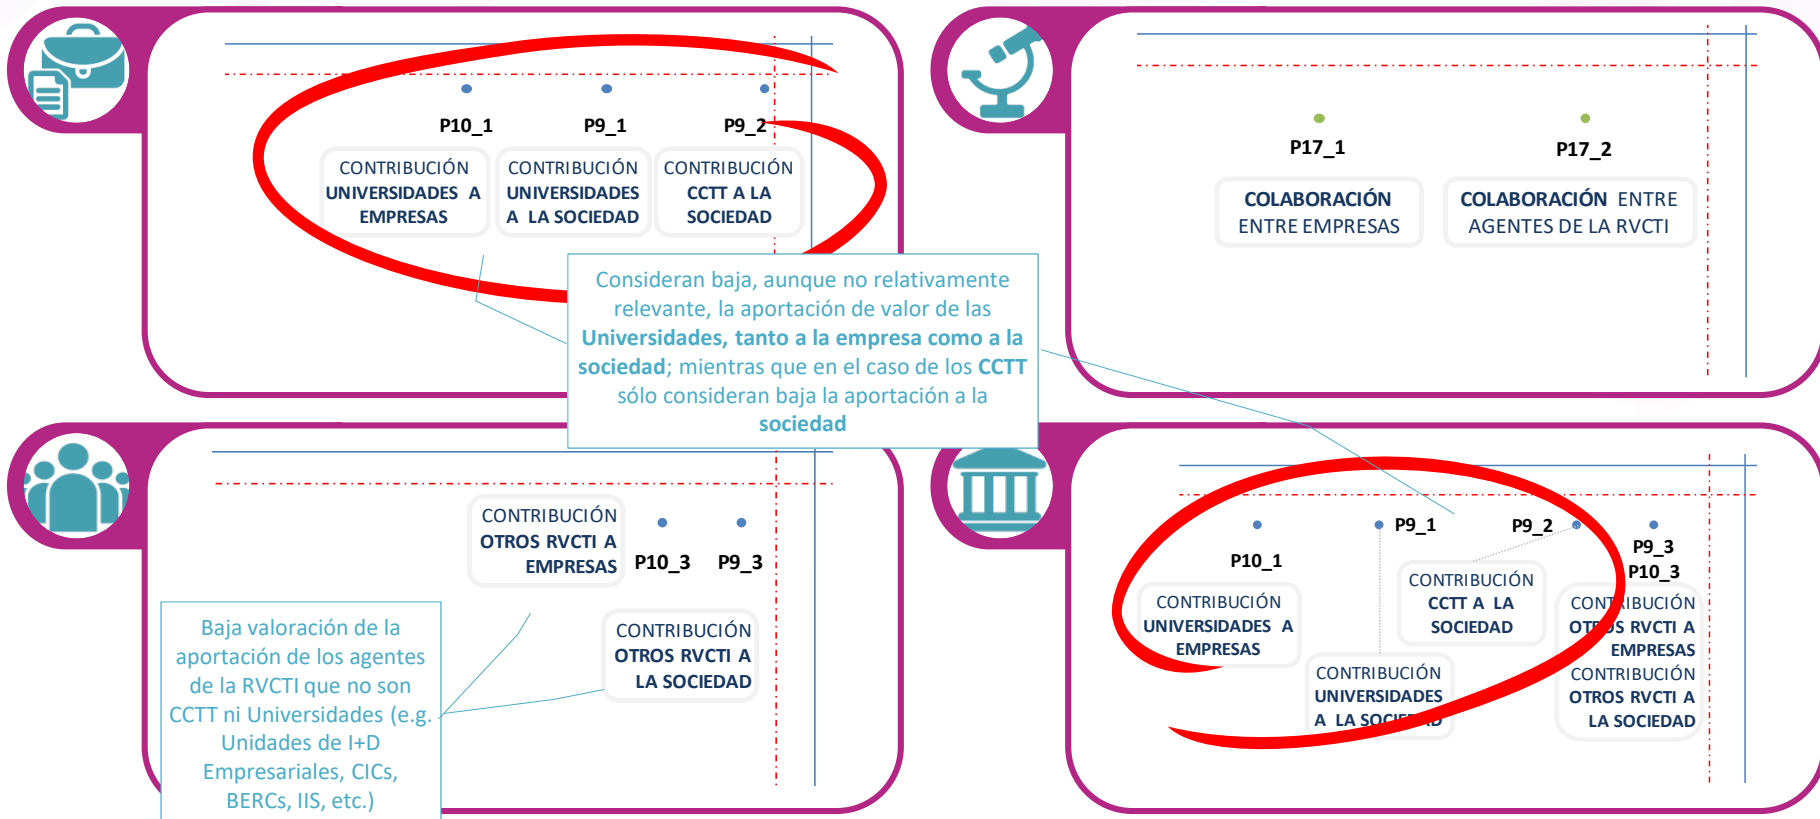 P10_1
P9_1
P9_2
CONTRIBUCIÓN
UNIVERSIDADES A
EMPRESAS
CONTRIBUCIÓN
UNIVERSIDADES
A LA SOCIEDAD
CONTRIBUCIÓN
CCTT A LA
SOCIEDAD
P17_1
P17_2
COLABORACIÓN
ENTRE EMPRESAS
COLABORACIÓN ENTRE
AGENTES DE LA RVCTI
Consideran baja, aunque no relativamente
relevante, la aportación de valor de las
Universidades, tanto a la empresa como a la
sociedad; mientras que en el caso de los CCTT
sólo consideran baja la aportación a la
sociedad
CONTRIBUCIÓN
OTROS RVCTI A
EMPRESAS
P10_3
P9_3
CONTRIBUCIÓN
OTROS RVCTI A
LA SOCIEDAD
Baja valoración de la
aportación de los agentes
de la RVCTI que no son
CCTT ni Universidades (e.g.
Unidades de I+D
Empresariales, CICs,
BERCs, IIS, etc.)
P10_1
P9_1
P9_2
P9_3
P10_3
CONTRIBUCIÓN
UNIVERSIDADES A
EMPRESAS
CONTRIBUCIÓN
UNIVERSIDADES
A LA SOCIEDAD
CONTRIBUCIÓN
CCTT A LA
SOCIEDAD
CONTRIBUCIÓN
OTROS RVCTI A
EMPRESAS
CONTRIBUCIÓN
OTROS RVCTI A
LA SOCIEDAD